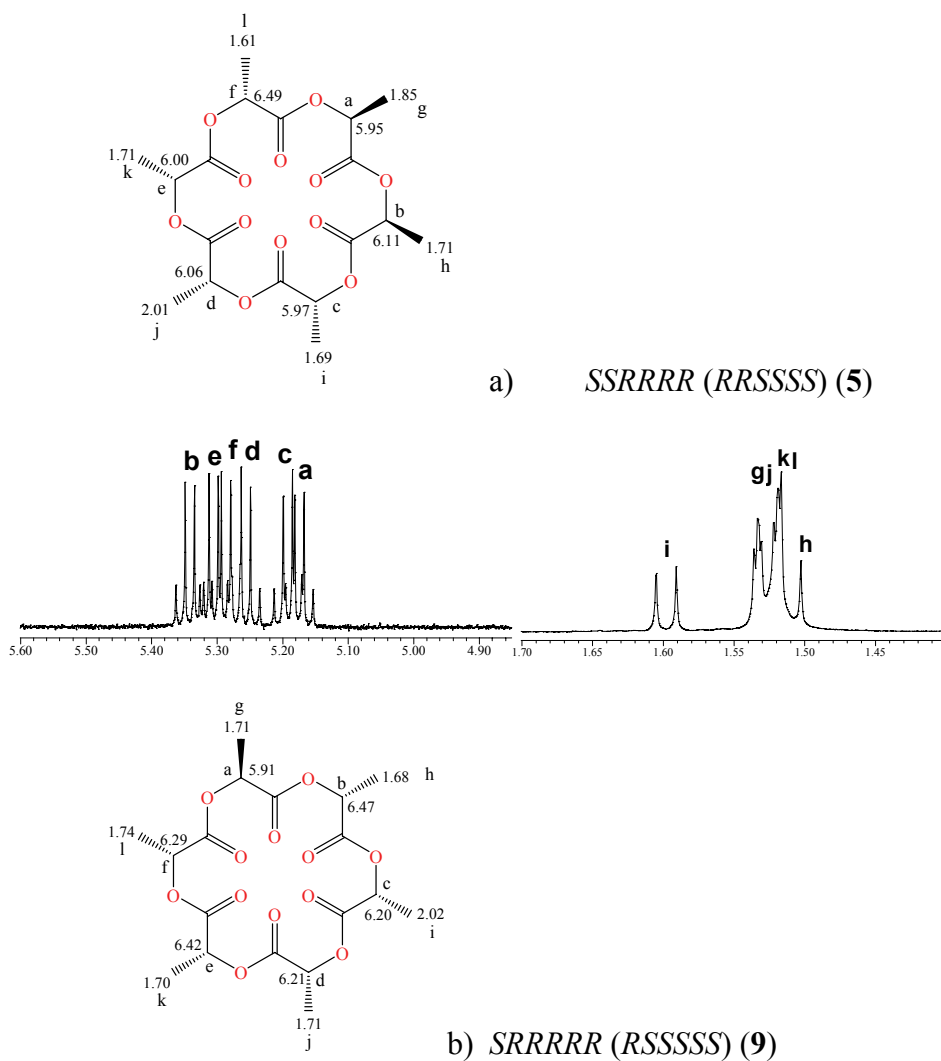 l
1.61
f 6.49 O a 1.85
g
O O 5.95
1.71 6.00 O O O
k e b
O O O 6.11 1.71
O h
6.06 O
2.01 d O 5.97 c
j 1.69
i
a) SSRRRR (RRSSSS) (5)
b e f d c a
i g j k l h
5.60 5.50 5.40 5.30 5.20 5.10 5.00 4.90
1.70 1.65 1.60 1.55 1.50 1.45
g
1.71
a 5.91 O b 1.68 h
O O 6.47
1.74 6.29 O O
l f c
O O O 6.20 2.02
O i
6.42 O
1.70 e O 6.21 d
k 1.71
j
b) SRRRRR (RSSSSS) (9)